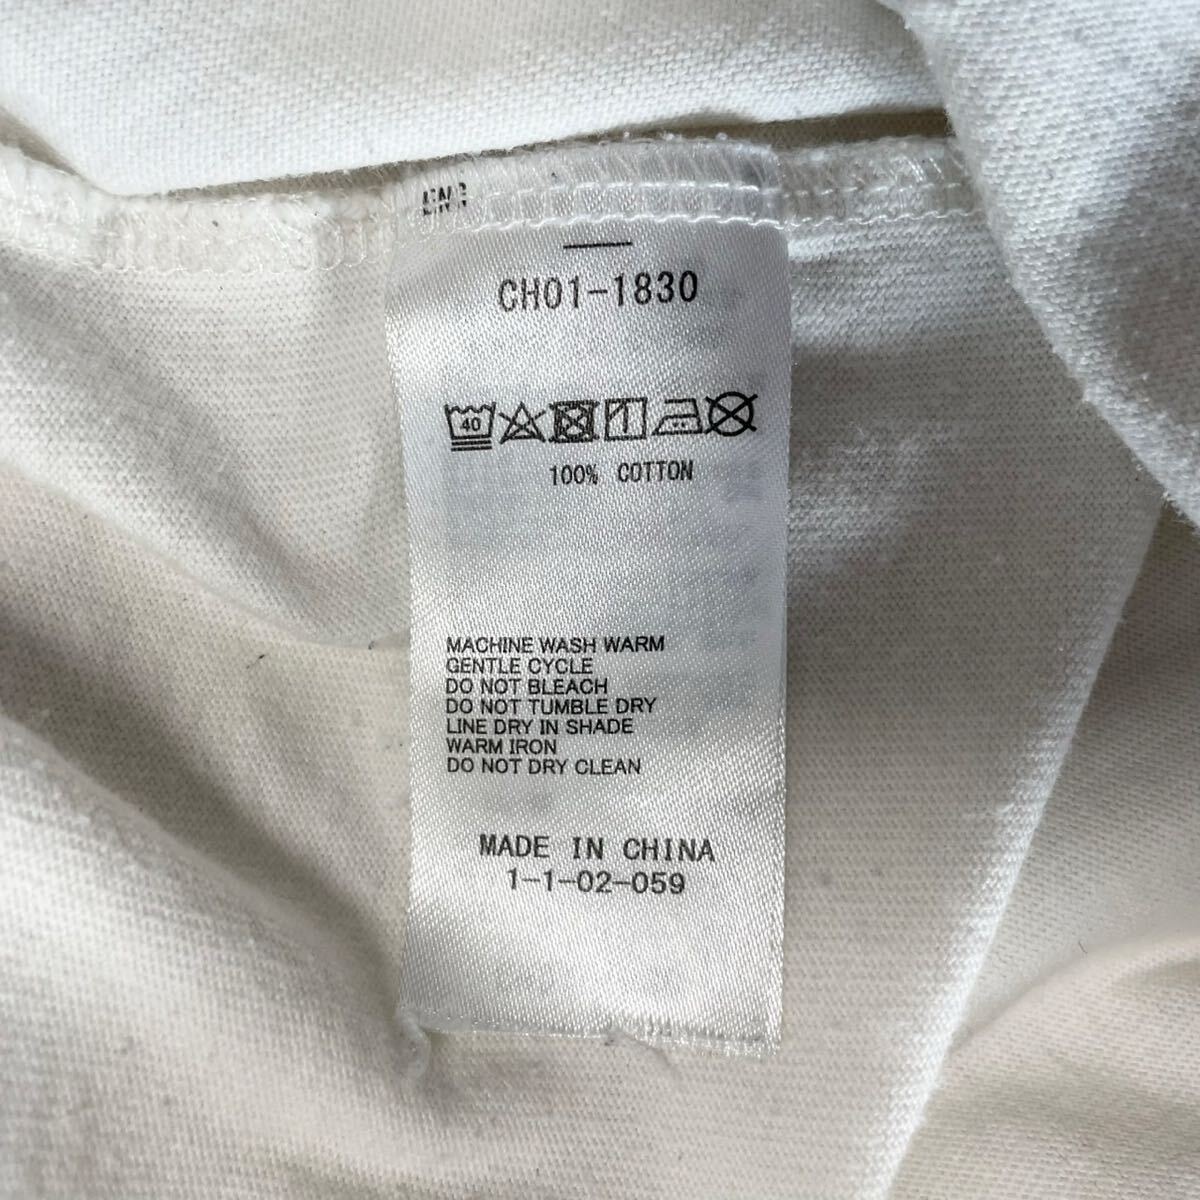 CH01-1830
40
100% COTTON
MACHINE WASH WARM
GENTLE CYCLE
DO NOT BLEACH
DO NOT TUMBLE DRY
LINE DRY IN SHADE
WARM IRON
DO NOT DRY CLEAN
MADE IN CHINA
1-1-02-059